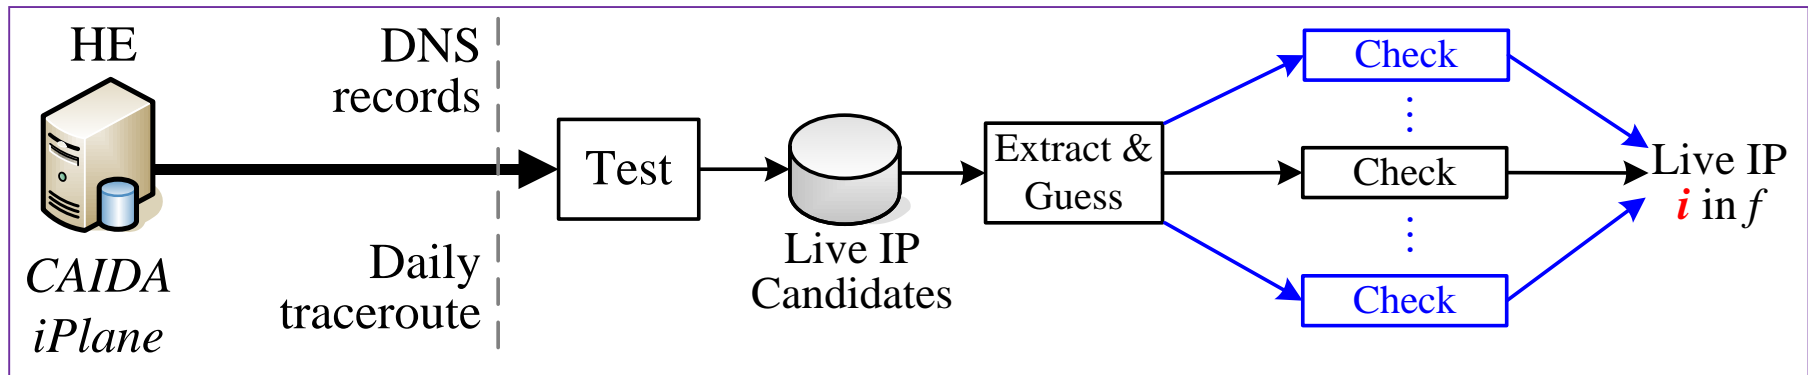 HE
CAIDA
iPlane
DNS
records
Daily
traceroute
Test
Live IP
Candidates
Extract &
Guess
Check
Check
Check
Live IP
i in f